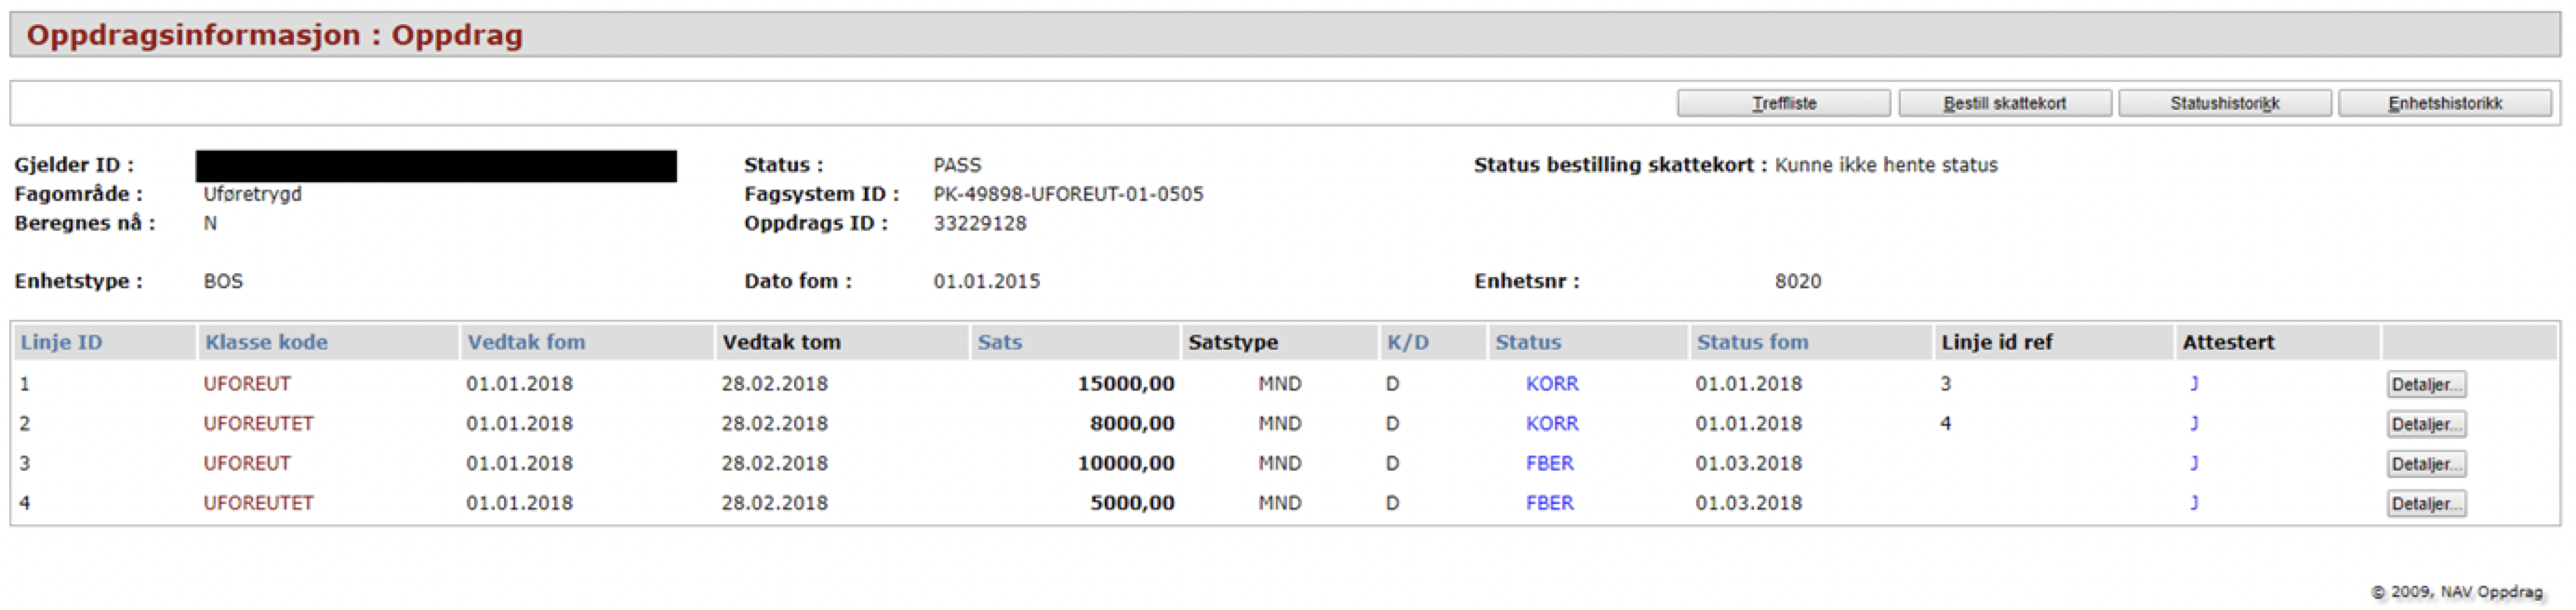 Oppdragsinformasjon : Oppdrag
Treffliste Bestill skattekort Statushistorikk Enhetshistorikk
Gjelder ID : Status : PASS Status bestilling skattekort : Kunne ikke hente status
Fagområde : Uføretrygd Fagsystem ID : PK-49898-UFOREUT-01-0505
Beregnes nå : N Oppdrags ID : 33229128
Enhetstype : BOS Dato fom : 01.01.2015 Enhetsnr : 8020
Linje ID Klasse kode Vedtak fom Vedtak tom Sats Satstype K/D Status Status fom Linje id ref Attestert
1 UFOREUT 01.01.2018 28.02.2018 15000,00 MND D KORR 01.01.2018 3 J Detaljer...
2 UFOREUTET 01.01.2018 28.02.2018 8000,00 MND D KORR 01.01.2018 4 J Detaljer...
3 UFOREUT 01.01.2018 28.02.2018 10000,00 MND D FBER 01.03.2018 J Detaljer...
4 UFOREUTET 01.01.2018 28.02.2018 5000,00 MND D FBER 01.03.2018 J Detaljer...
© 2009, NAV Oppdrag